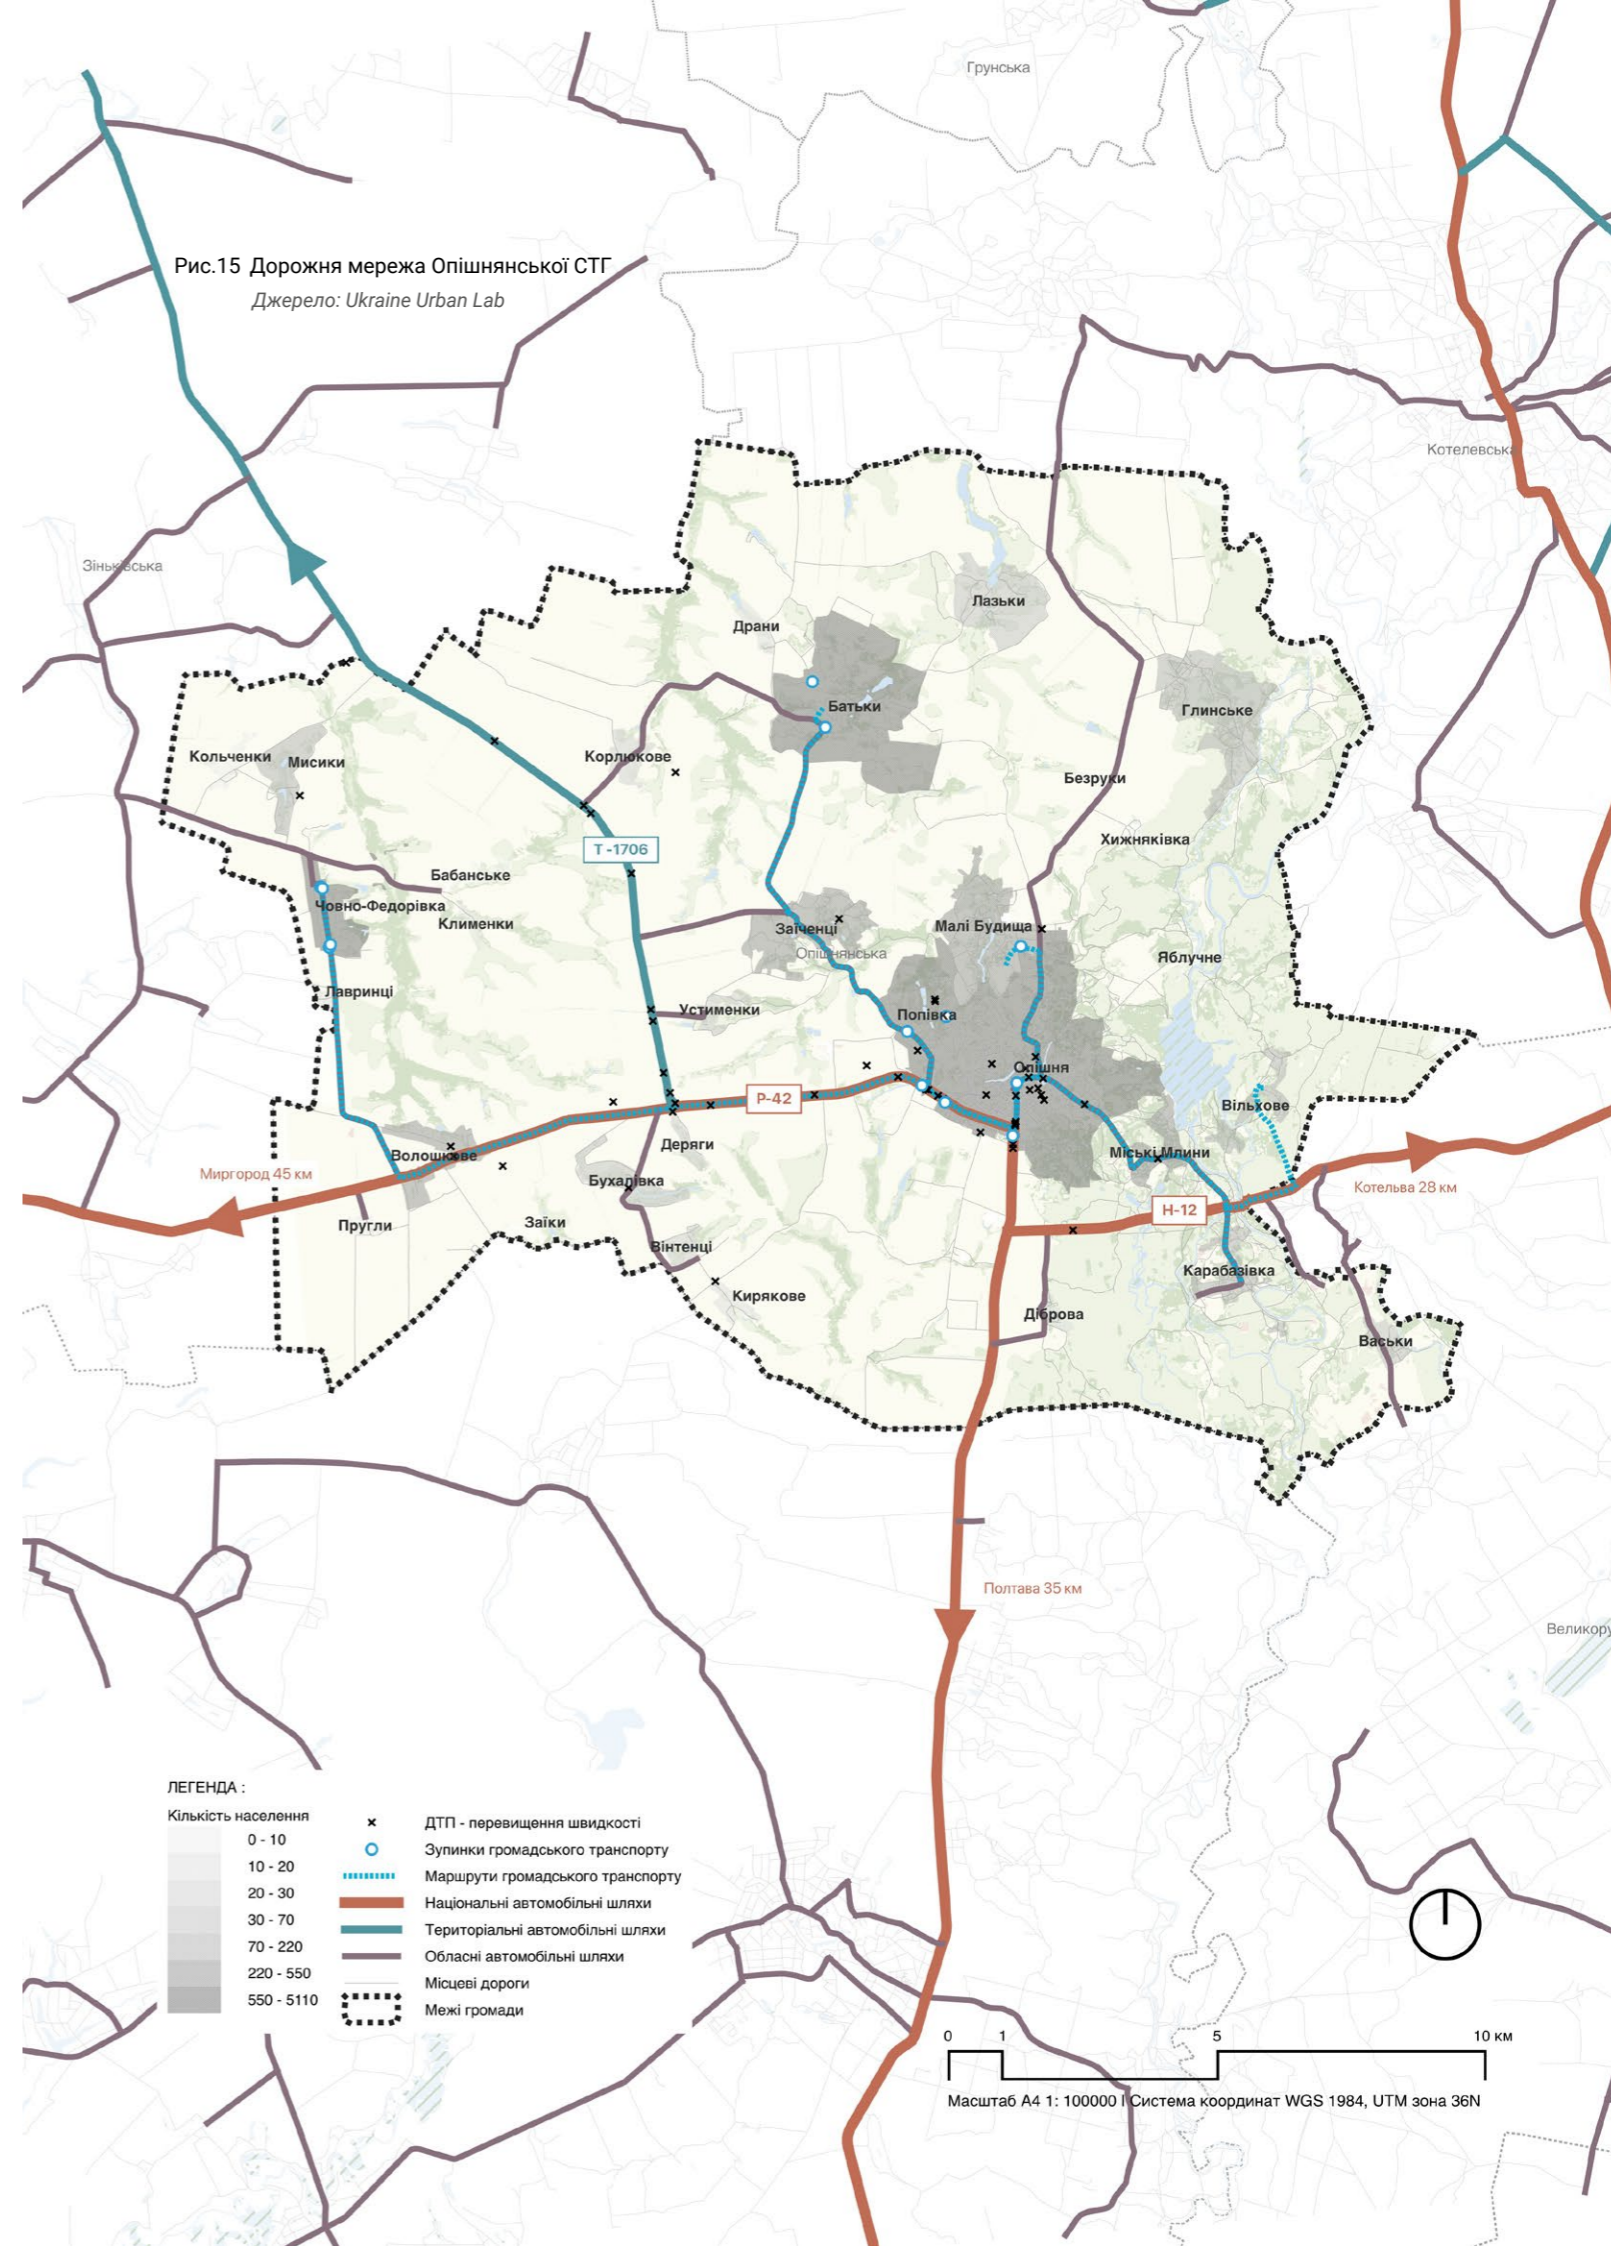 Грунська
Рис.15 Дорожня мережа Опішнянської СТГ
Джерело: Ukraine Urban Lab
Котелевська
Зіньківська
Лазьки
Драни
Батьки
Глинське
Кольченки
Мисики
Корлюкове
Безруки
Хижняківка
Т -1706
Бабанське
Човно-Федорівка
Клименки
Заїченці
Малі Будища
Опішнянська
Яблучне
Лавринці
Устименки
Попівка
Опішня
Р-42
Вільхове
Деряги
Волошкове
Міські Млини
Миргород 45 км
Бухалівка
Котельва 28 км
Н-12
Пругли
Заїки
Вінтенці
Карабазівка
Кирякове
Діброва
Васьки
Полтава 35 км
Великору
ЛЕГЕНДА :
Кількість населення
0 - 10
10 - 20
20 - 30
30 - 70
70 - 220
220 - 550
550 - 5110
ДТП - перевищення швидкості
Зупинки громадського транспорту
Маршрути громадського транспорту
Національні автомобільні шляхи
Територіальні автомобільні шляхи
Обласні автомобільні шляхи
Місцеві дороги
Межі громади
0 1 5 10 км
Масштаб А4 1: 100000 I Система координат WGS 1984, UTM зона 36N